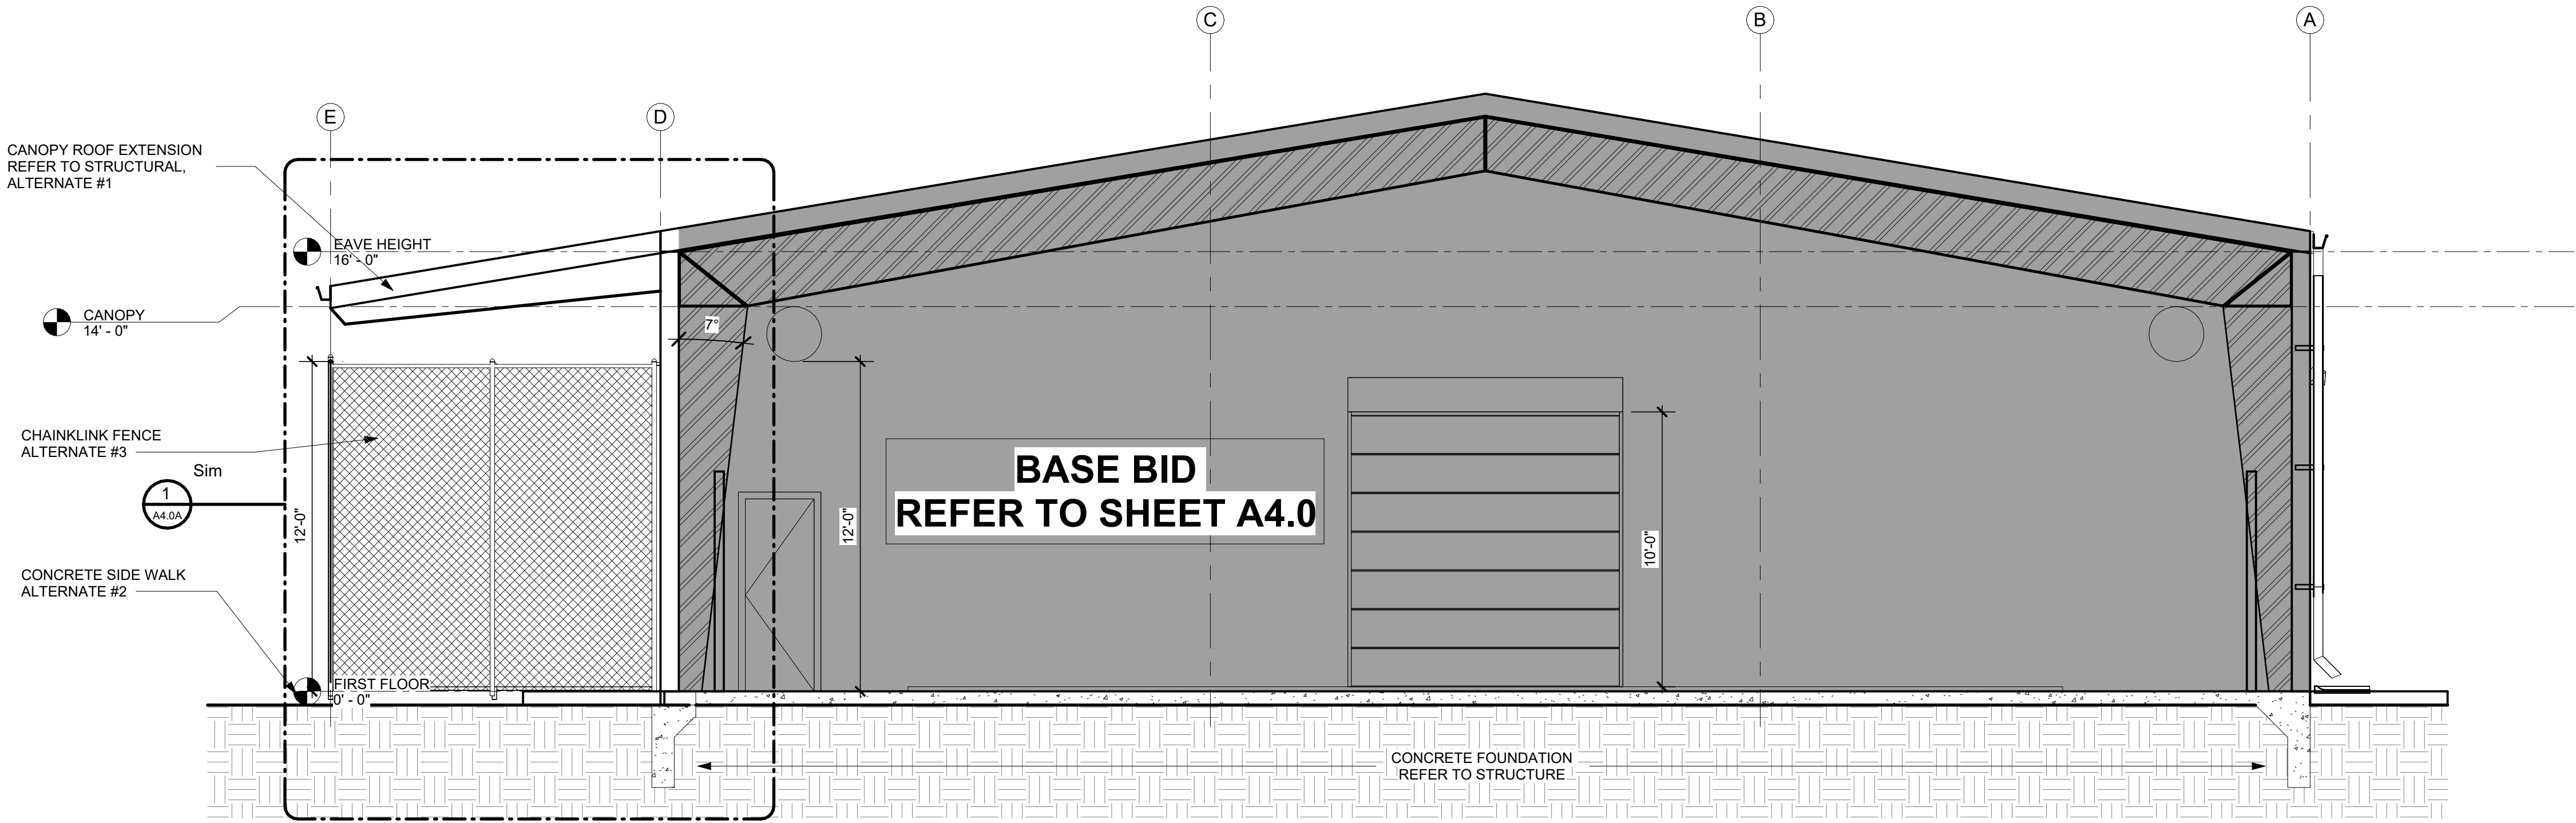 C
B
A
E
D
CANOPY ROOF EXTENSION
REFER TO STRUCTURAL,
ALTERNATE #1
EAVE HEIGHT
16' - 0"
CANOPY
14' - 0"
7°
CHAINKLINK FENCE
ALTERNATE #3
Sim
1
A4.0A
12'-0"
12'-0"
BASE BID
REFER TO SHEET A4.0
10'-0"
CONCRETE SIDE WALK
ALTERNATE #2
FIRST FLOOR
0' - 0"
CONCRETE FOUNDATION
REFER TO STRUCTURE